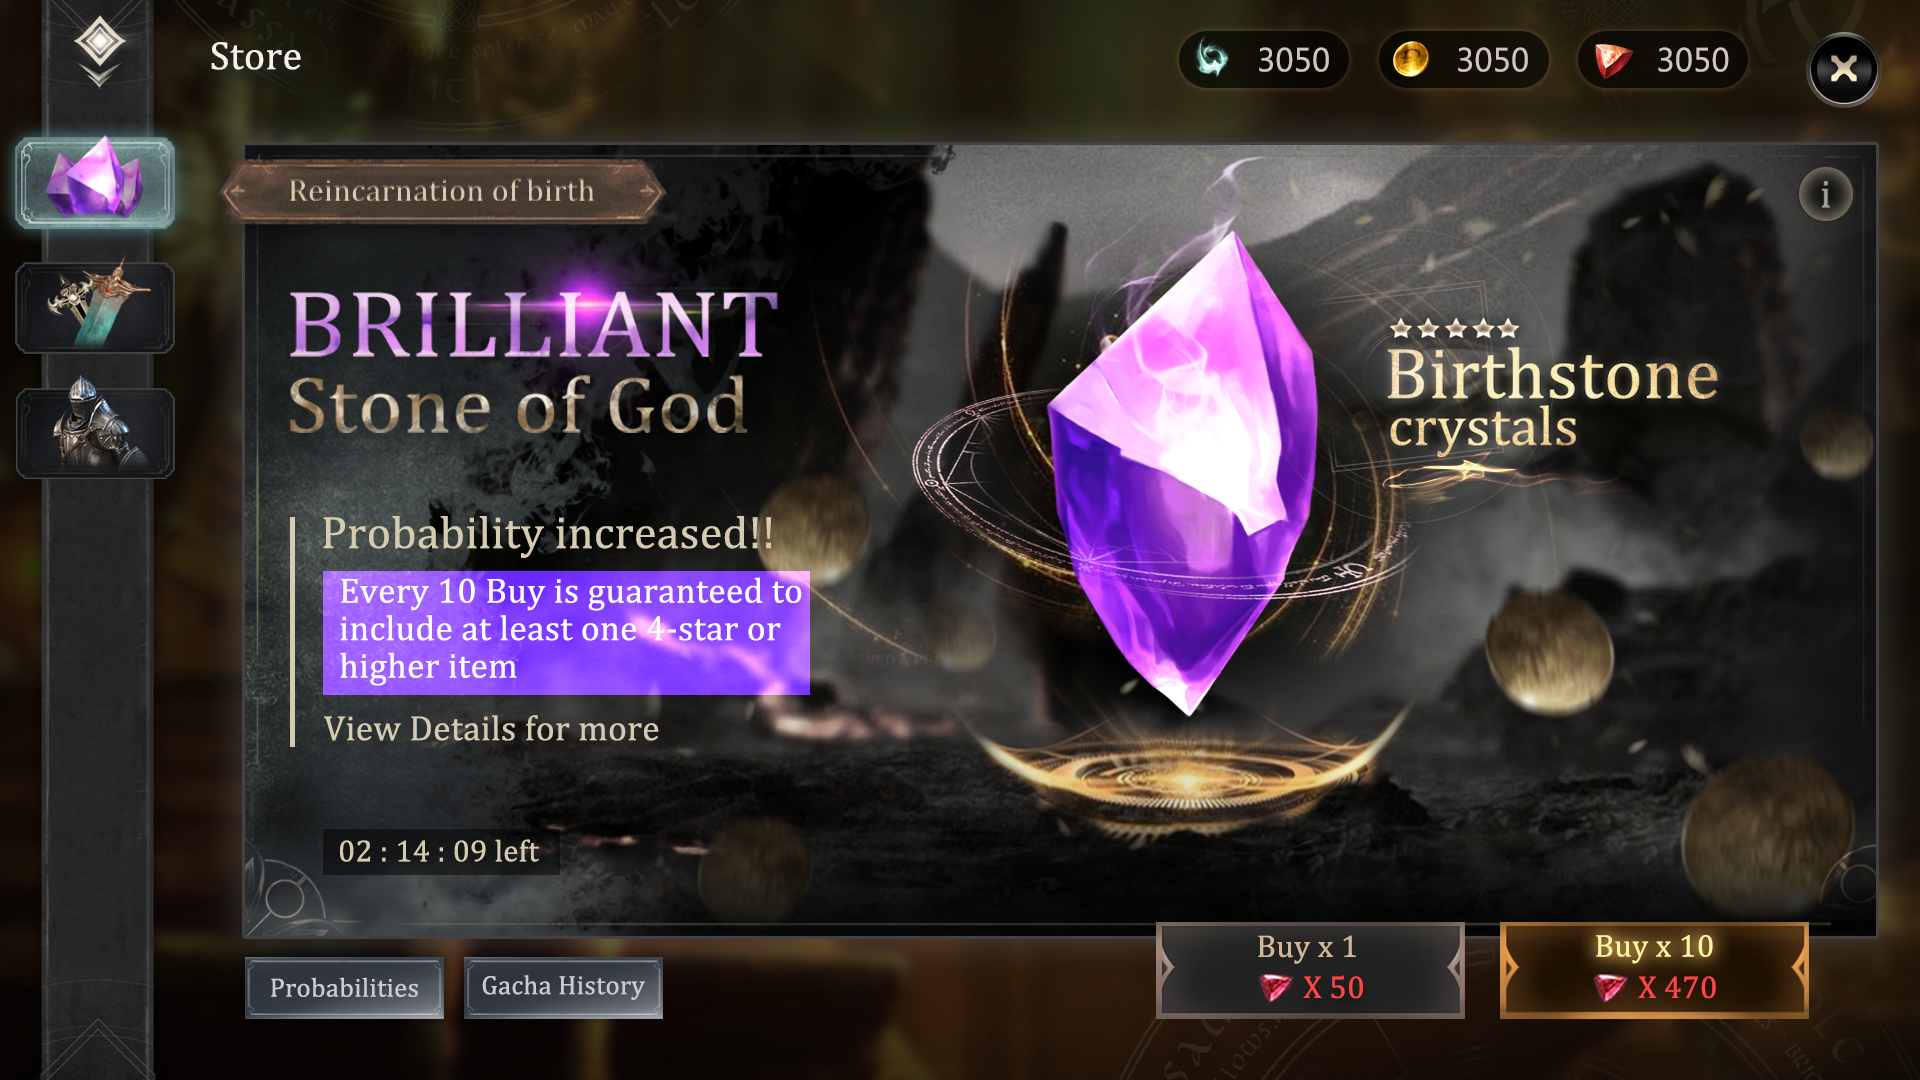 Store
3050
3050
3050
Reincarnation of birth
i
BRILLIANT
Stone of God
Birthstone
crystals
Probability increased!!
Every 10 Buy is guaranteed to
include at least one 4-star or
higher item
View Details for more
02 : 14 : 09 left
Buy x 1
X 50
Buy x 10
X 470
Probabilities
Gacha History